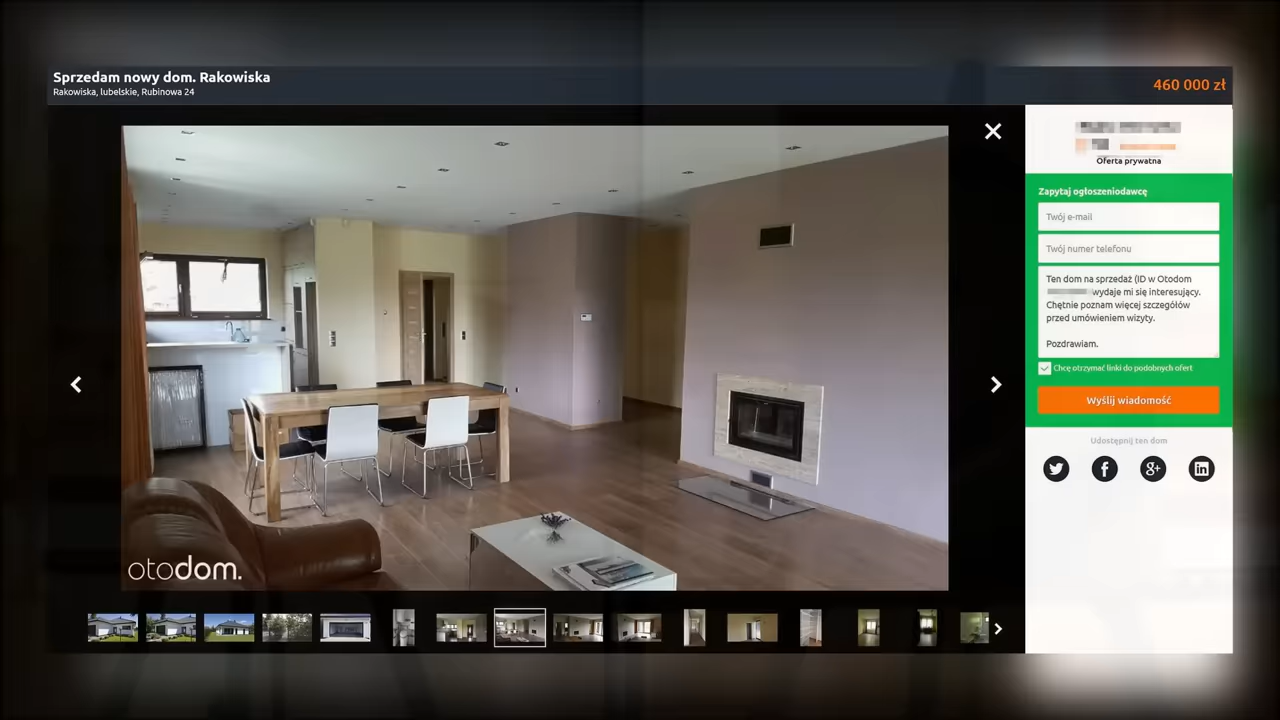 Sprzedam nowy dom. Rakowiska
Rakowiska, lubelskie, Rubinowa 24
460 000 zł
Oferta prywatna
Zapytaj ogłoszeniodawcę
Twój e-mail
Twój numer telefonu
Ten dom na sprzedaż (ID w Otodom
wydaje mi się interesujący.
Chętnie poznam więcej szczegółów
przed umówieniem wizyty.
Pozdrawiam.
Chcę otrzymać linki do podobnych ofert
Wyślij wiadomość
Udostępnij ten dom
otodom.